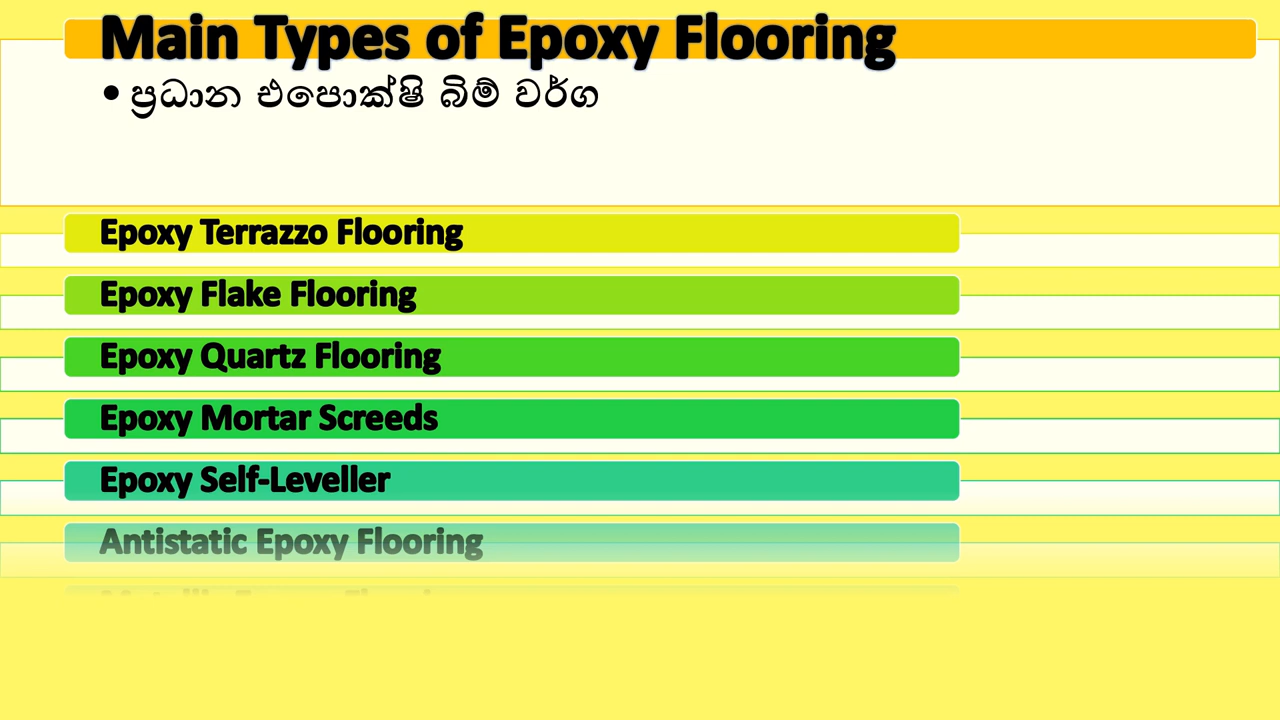 Main Types of Epoxy Flooring
• ප්‍රධාන එපොක්ෂි බිම් වර්ග
Epoxy Terrazzo Flooring
Epoxy Flake Flooring
Epoxy Quartz Flooring
Epoxy Mortar Screeds
Epoxy Self-Leveller
Antistatic Epoxy Flooring